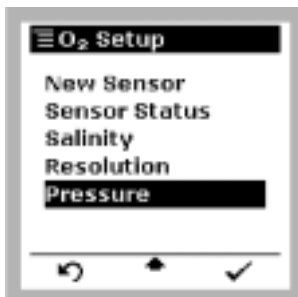 O₂ Setup
New Sensor
Sensor Status
Salinity
Resolution
Pressure